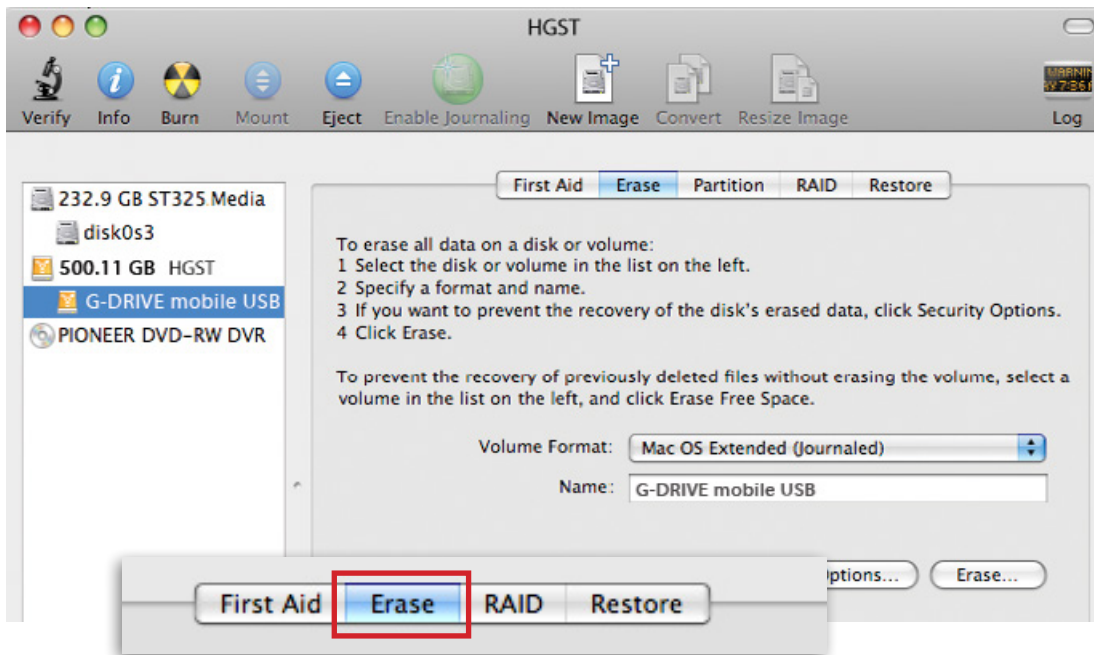 HGST
Verify Info Burn Mount Eject Enable Journaling New Image Convert Resize Image Log
WARNIN
7:36
232.9 GB ST325 Media
disk0s3
500.11 GB HGST
G-DRIVE mobile USB
PIONEER DVD-RW DVR
First Aid Erase Partition RAID Restore
To erase all data on a disk or volume:
1 Select the disk or volume in the list on the left.
2 Specify a format and name.
3 If you want to prevent the recovery of the disk's erased data, click Security Options.
4 Click Erase.
To prevent the recovery of previously deleted files without erasing the volume, select a
volume in the list on the left, and click Erase Free Space.
Volume Format: Mac OS Extended (Journaled)
Name: G-DRIVE mobile USB
ptions... Erase...
First Aid Erase RAID Restore